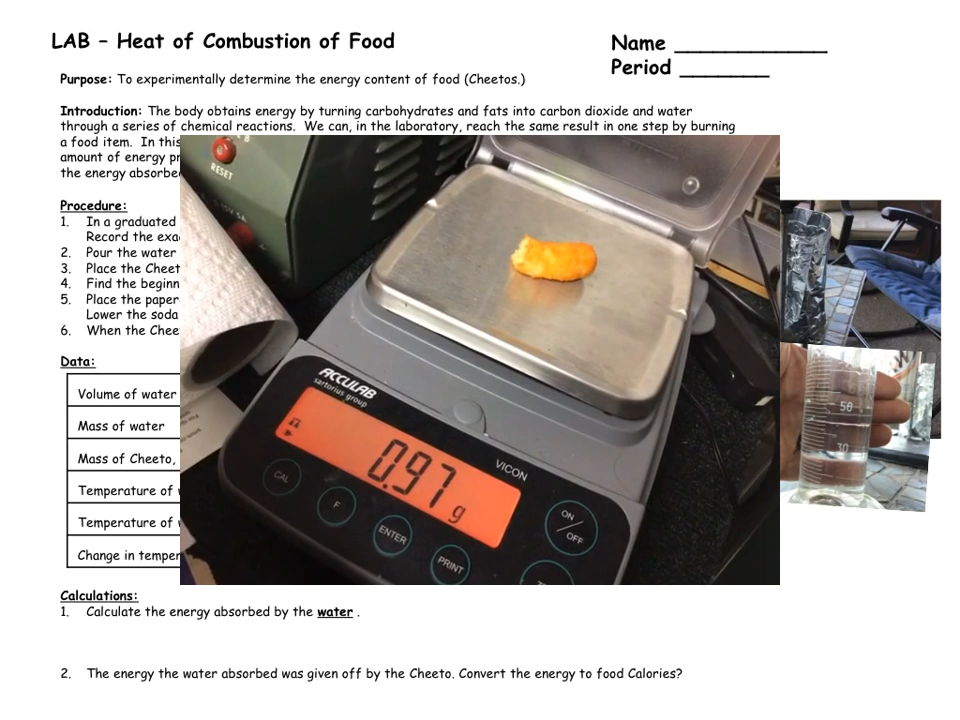 LAB – Heat of Combustion of Food
Name ____________
Period _______
Purpose: To experimentally determine the energy content of food (Cheetos.)
Introduction: The body obtains energy by turning carbohydrates and fats into carbon dioxide and water
through a series of chemical reactions. We can, in the laboratory, reach the same result in one step by burning
a food item. In this
amount of energy pr
the energy absorbe
Procedure:
1. In a graduated
Record the exa
2. Pour the water
3. Place the Cheet
4. Find the beginn
5. Place the paper
Lower the soda
6. When the Chee
Data:
Volume of water
Mass of water
Mass of Cheeto,
Temperature of
Temperature of
Change in temper
RESET
ACCULAB
sartorius group
0.97 g
VICON
CAL
F
ENTER
PRINT
ON
OFF
50
30
Calculations:
1. Calculate the energy absorbed by the water .
2. The energy the water absorbed was given off by the Cheeto. Convert the energy to food Calories?